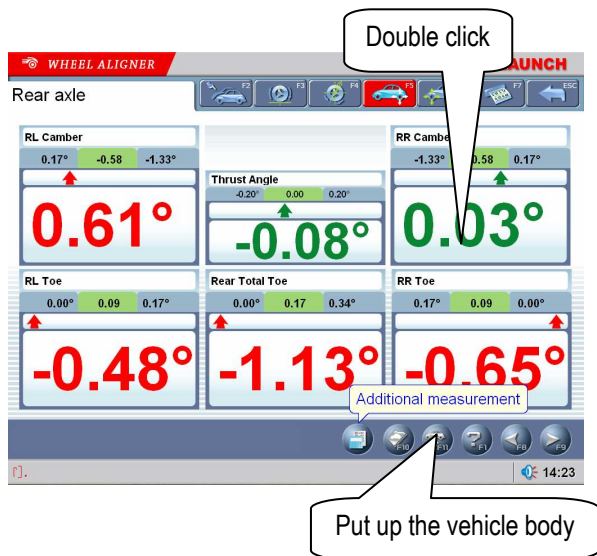 Double click
WHEEL ALIGNER
AUNCH
Rear axle
F2 F3 F4 F5 F7 ESC
RL Camber
0.17° -0.58 -1.33°
0.61°
Thrust Angle
-0.20° 0.00 0.20°
-0.08°
RR Cambe
-1.33° .58 0.17°
0.03°
RL Toe
0.00° 0.09 0.17°
-0.48°
Rear Total Toe
0.00° 0.17 0.34°
-1.13°
RR Toe
0.17° 0.09 0.00°
-0.65°
Additional measurement
F10 F11 F1 F8 F9
14:23
Put up the vehicle body